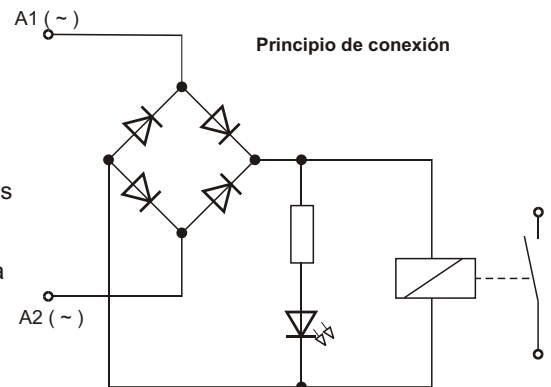 A1 ( ~ )
Principio de conexión
s
a
A2 ( ~ )